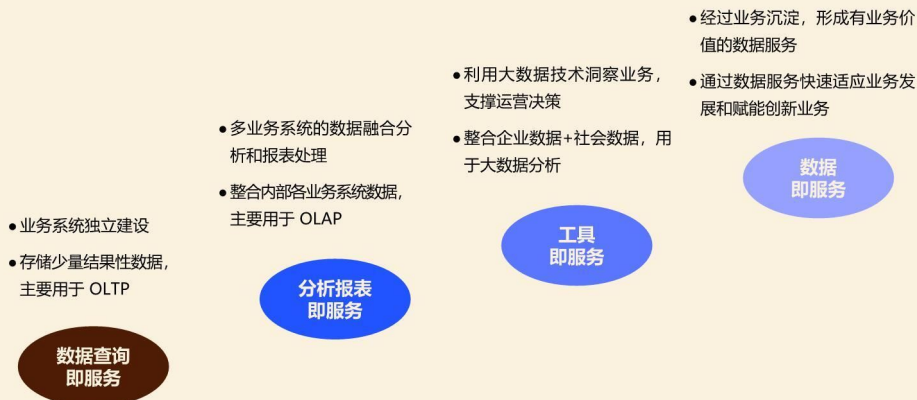 ●业务系统独立建设
●存储少量结果性数据，
主要用于 OLTP
数据查询
即服务
●多业务系统的数据融合分
析和报表处理
●整合内部各业务系统数据，
主要用于 OLAP
分析报表
即服务
●利用大数据技术洞察业务，
支撑运营决策
●整合企业数据+社会数据，用
于大数据分析
工具
即服务
●经过业务沉淀，形成有业务价
值的数据服务
●通过数据服务快速适应业务发
展和赋能创新业务
数据
即服务